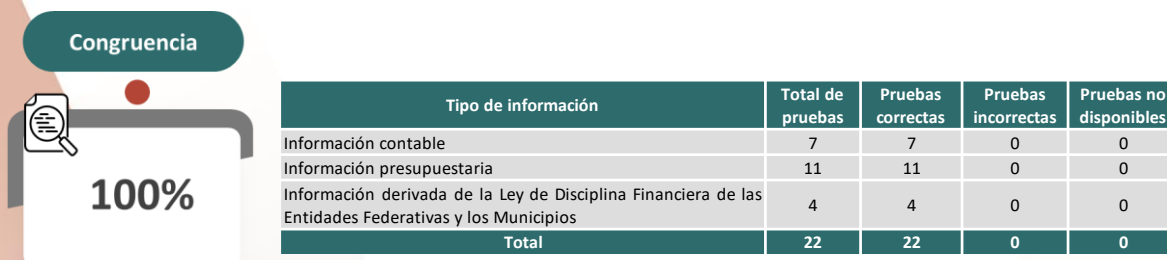 Congruencia
100%
Tipo de información Total de pruebas Pruebas correctas Pruebas incorrectas Pruebas no disponibles
Información contable 7 7 0 0
Información presupuestaria 11 11 0 0
Información derivada de la Ley de Disciplina Financiera de las
Entidades Federativas y los Municipios 4 4 0 0
Total 22 22 0 0